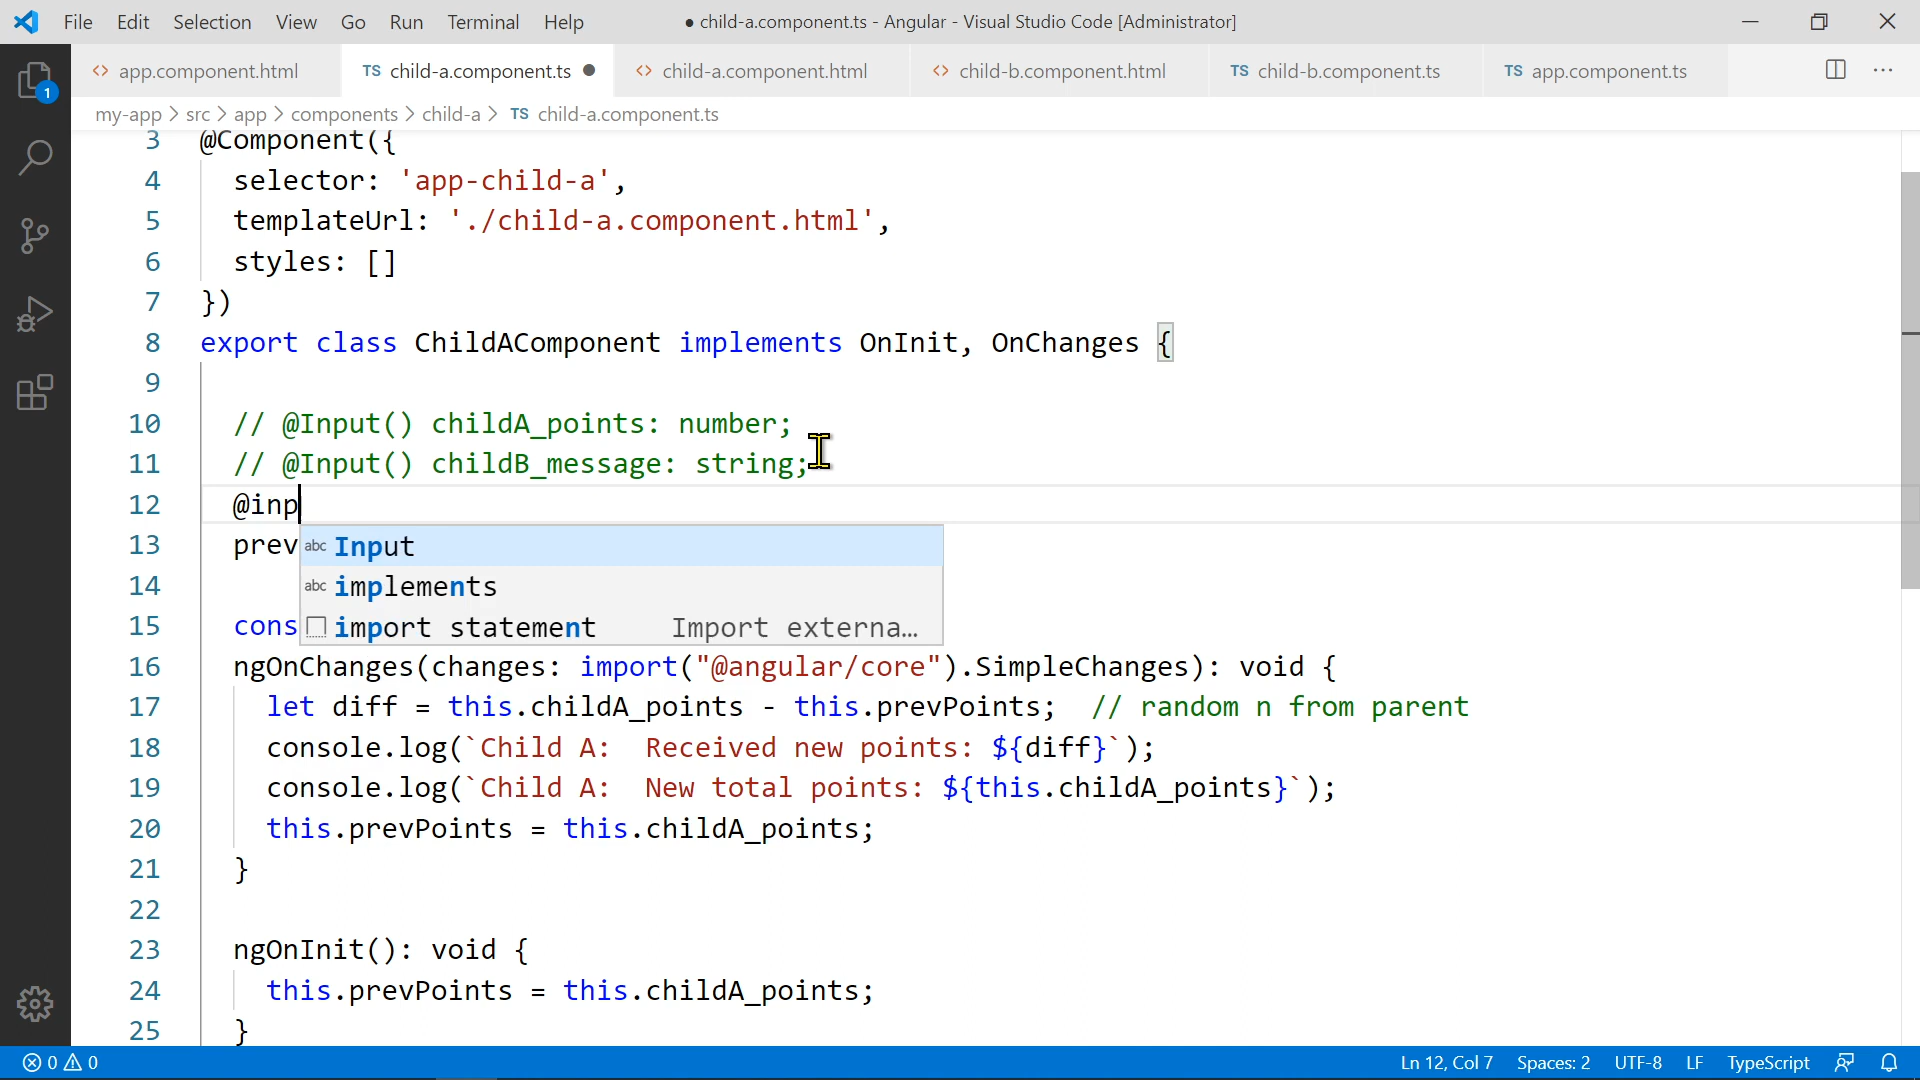 File Edit Selection View Go Run Terminal Help ● child-a.component.ts - Angular - Visual Studio Code [Administrator]
<> app.component.html TS child-a.component.ts ● <> child-a.component.html <> child-b.component.html TS child-b.component.ts TS app.component.ts ...
1
my-app > src > app > components > child-a > TS child-a.component.ts
3 @Component({
4 selector: 'app-child-a',
5 templateUrl: './child-a.component.html',
6 styles: []
7 })
8 export class ChildAComponent implements OnInit, OnChanges {
9
10 // @Input() childA_points: number;
11 // @Input() childB_message: string;
12 @inp
13 prev abc Input
14 abc implements
15 cons import statement Import externa...
16 ngOnChanges(changes: import("@angular/core").SimpleChanges): void {
17 let diff = this.childA_points - this.prevPoints; // random n from parent
18 console.log(`Child A: Received new points: ${diff}`);
19 console.log(`Child A: New total points: ${this.childA_points}`);
20 this.prevPoints = this.childA_points;
21 }
22
23 ngOnInit(): void {
24 this.prevPoints = this.childA_points;
25 }
0 0 Ln 12, Col 7 Spaces: 2 UTF-8 LF TypeScript